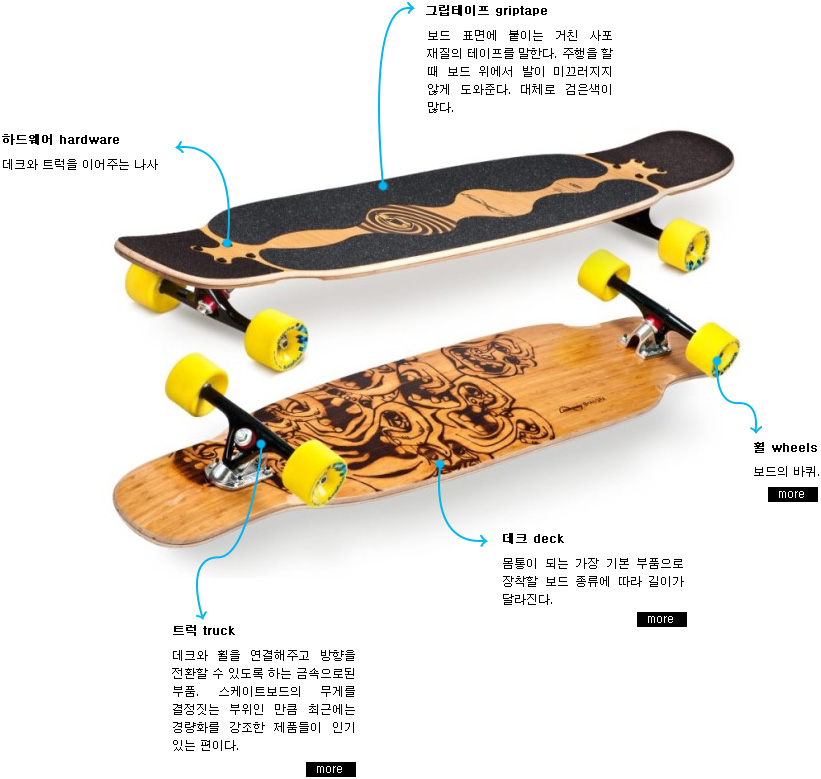 그립테이프 griptape
보드 표면에 붙이는 거친 사포
재질의 테이프를 말한다. 주행을 할
때 보드 위에서 발이 미끄러지지
않게 도와준다. 대체로 검은색이
많다.
하드웨어 hardware
데크와 트럭을 이어주는 나사
휠 wheels
보드의 바퀴.
more
데크 deck
몸통이 되는 가장 기본 부품으로
장착할 보드 종류에 따라 길이가
달라진다.
more
트럭 truck
데크와 휠을 연결해주고 방향을
전환할 수 있도록 하는 금속으로된
부품. 스케이트보드의 무게를
결정짓는 부위인 만큼 최근에는
경량화를 강조한 제품들이 인기
있는 편이다.
more